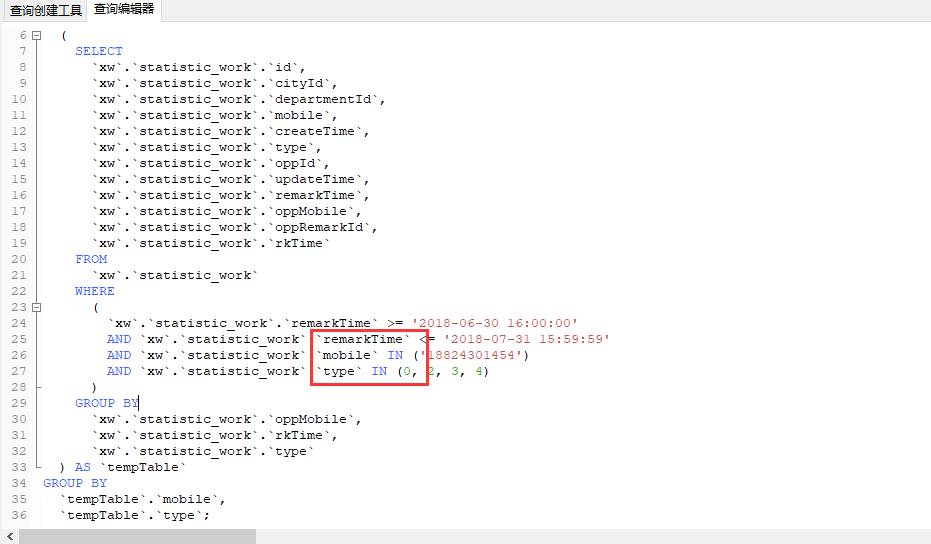 查询创建工具 查询编辑器
6 (
7 SELECT
8 `xw`.`statistic_work`.`id`,
9 `xw`.`statistic_work`.`cityId`,
10 `xw`.`statistic_work`.`departmentId`,
11 `xw`.`statistic_work`.`mobile`,
12 `xw`.`statistic_work`.`createTime`,
13 `xw`.`statistic_work`.`type`,
14 `xw`.`statistic_work`.`oppId`,
15 `xw`.`statistic_work`.`updateTime`,
16 `xw`.`statistic_work`.`remarkTime`,
17 `xw`.`statistic_work`.`oppMobile`,
18 `xw`.`statistic_work`.`oppRemarkId`,
19 `xw`.`statistic_work`.`rkTime`
20 FROM
21 `xw`.`statistic_work`
22 WHERE
23 (
24 `xw`.`statistic_work`.`remarkTime` >= '2018-06-30 16:00:00'
25 AND `xw`.`statistic_work`.`remarkTime` <= '2018-07-31 15:59:59'
26 AND `xw`.`statistic_work`.`mobile` IN ('18824301454')
27 AND `xw`.`statistic_work`.`type` IN (0, 2, 3, 4)
28 )
29 GROUP BY
30 `xw`.`statistic_work`.`oppMobile`,
31 `xw`.`statistic_work`.`rkTime`,
32 `xw`.`statistic_work`.`type`
33 ) AS `tempTable`
34 GROUP BY
35 `tempTable`.`mobile`,
36 `tempTable`.`type`;